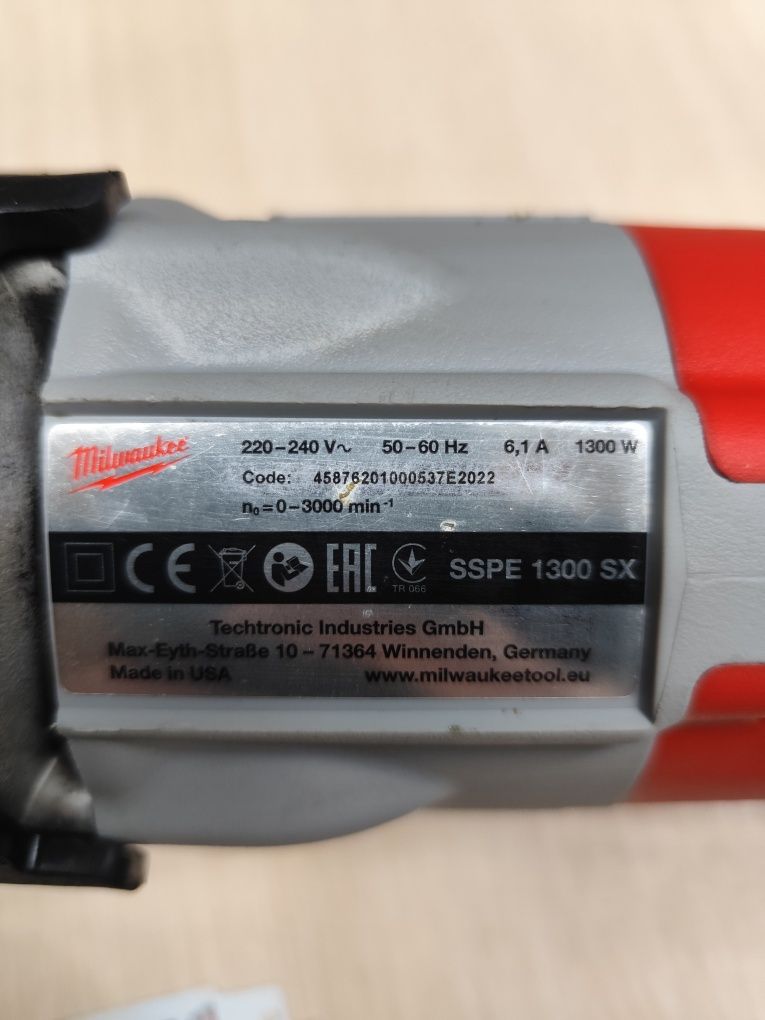 Milwaukee
220–240 V~ 50–60 Hz 6,1 A 1300 W
Code: 45876201000537E2022
n₀=0–3000 min⁻¹
CE EAC TR 066 SSPE 1300 SX
Techtronic Industries GmbH
Max-Eyth-Straße 10 – 71364 Winnenden, Germany
Made in USA www.milwaukeetool.eu